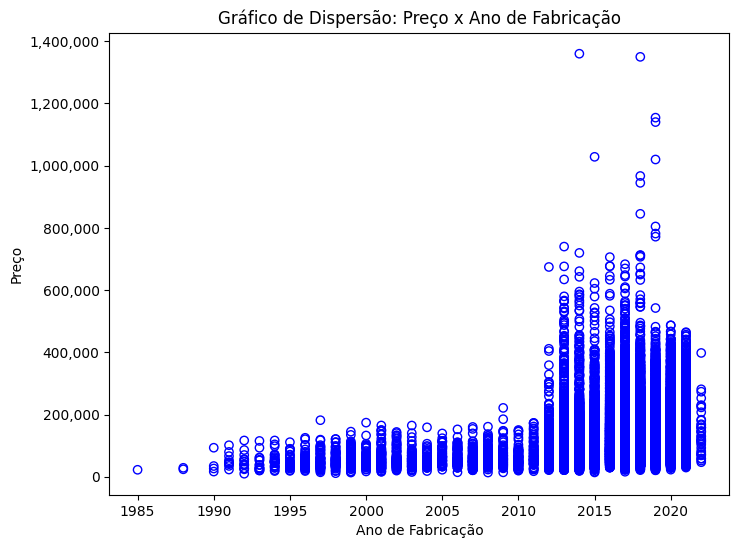 Gráfico de Dispersão: Preço x Ano de Fabricação
1,400,000
1,200,000
1,000,000
800,000
600,000
400,000
200,000
0
Preço
1985 1990 1995 2000 2005 2010 2015 2020
Ano de Fabricação